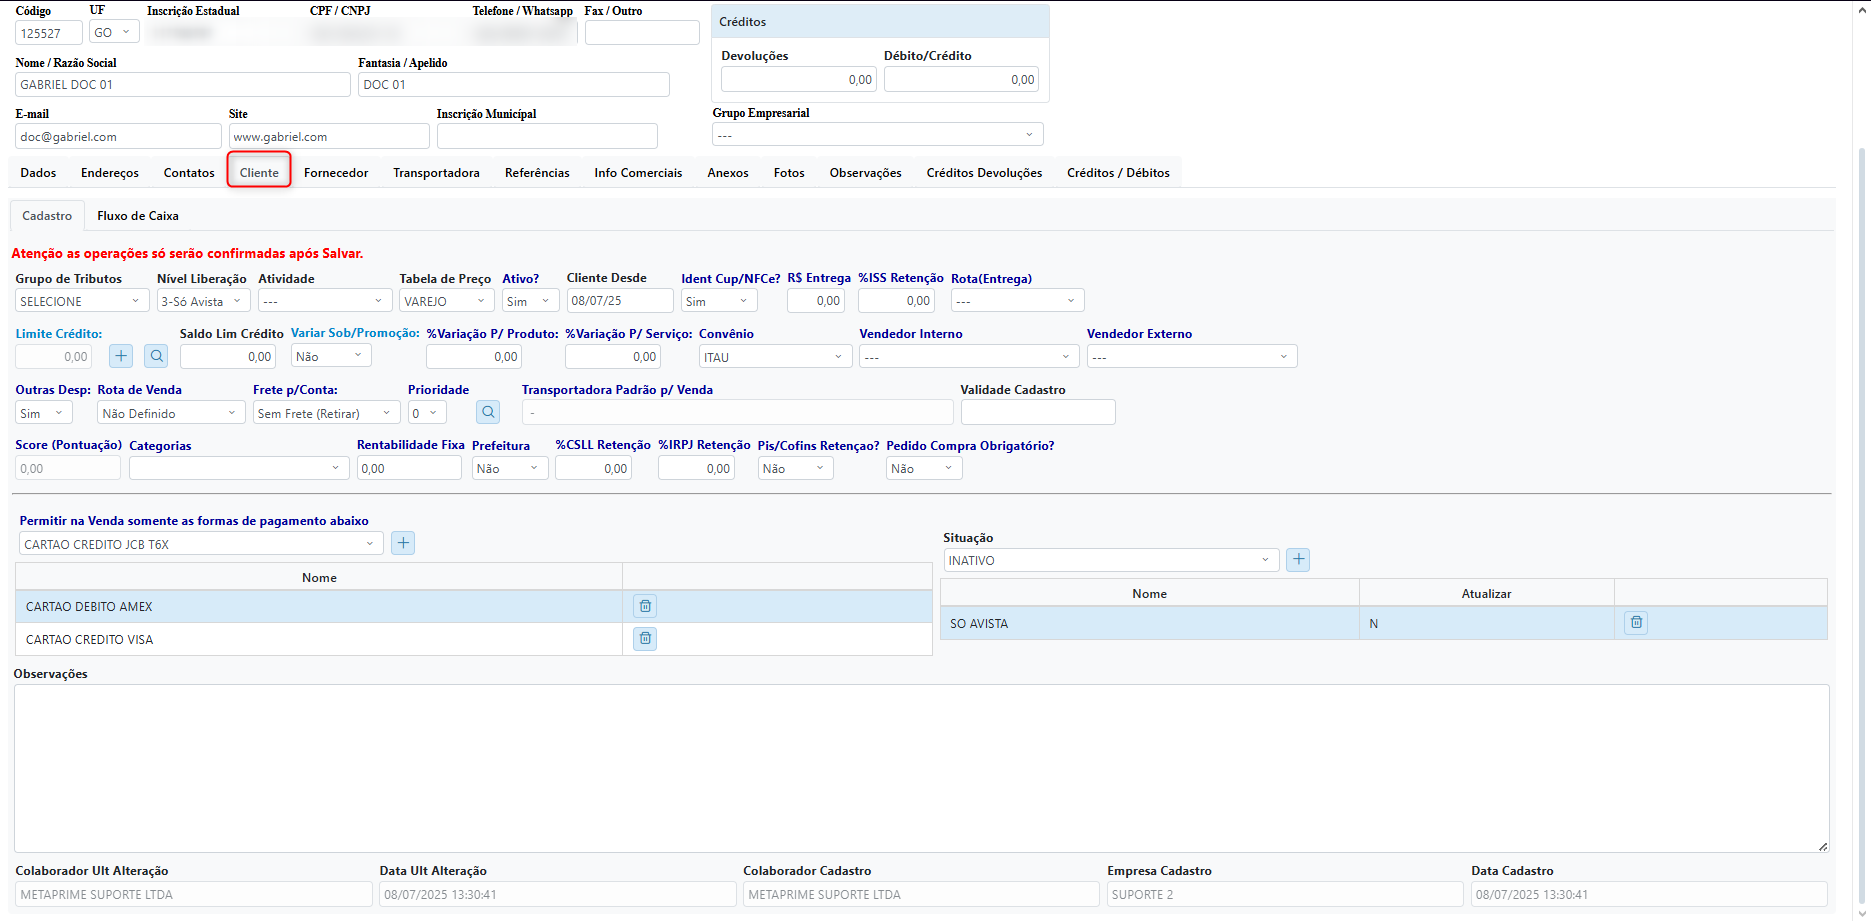 Código UF Inscrição Estadual CPF / CNPJ Telefone / Whatsapp Fax / Outro
125527 GO
Créditos
Devoluções Débito/Crédito
0,00 0,00
Nome / Razão Social Fantasia / Apelido
GABRIEL DOC 01 DOC 01
E-mail Site Inscrição Municípal Grupo Empresarial
doc@gabriel.com www.gabriel.com ---
Dados Endereços Contatos Cliente Fornecedor Transportadora Referências Info Comerciais Anexos Fotos Observações Créditos Devoluções Créditos / Débitos
Cadastro Fluxo de Caixa
Atenção as operações só serão confirmadas após Salvar.
Grupo de Tributos Nível Liberação Atividade Tabela de Preço Ativo? Cliente Desde Ident Cup/NFCe? R$ Entrega %ISS Retenção Rota(Entrega)
SELECIONE 3-Só Avista --- VAREJO Sim 08/07/25 Sim 0,00 0,00 ---
Limite Crédito: Saldo Lim Crédito Variar Sob/Promoção: %Variação P/ Produto: %Variação P/ Serviço: Convênio Vendedor Interno Vendedor Externo
0,00 0,00 Não 0,00 0,00 ITAU --- ---
Outras Desp: Rota de Venda Frete p/Conta: Prioridade Transportadora Padrão p/ Venda Validade Cadastro
Sim Não Definido Sem Frete (Retirar) 0 -
Score (Pontuação) Categorias Rentabilidade Fixa Prefeitura %CSLL Retenção %IRPJ Retenção Pis/Cofins Retençao? Pedido Compra Obrigatório?
0,00 0,00 Não 0,00 0,00 Não Não
Permitir na Venda somente as formas de pagamento abaixo
CARTAO CREDITO JCB T6X
Nome
CARTAO DEBITO AMEX
CARTAO CREDITO VISA
Situação
INATIVO
Nome Atualizar
SO AVISTA N
Observações
Colaborador Ult Alteração Data Ult Alteração Colaborador Cadastro Empresa Cadastro Data Cadastro
METAPRIME SUPORTE LTDA 08/07/2025 13:30:41 METAPRIME SUPORTE LTDA SUPORTE 2 08/07/2025 13:30:41